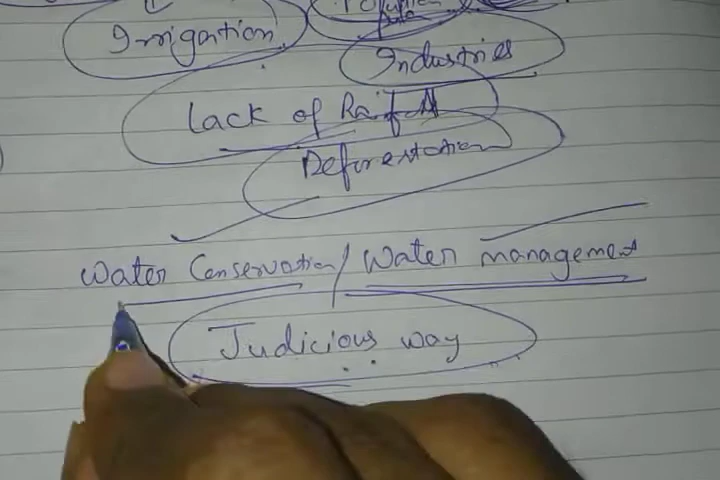 Irrigation
Industries
Lack of Rainfall
Deforestation
Water Conservation / Water management
Judicious way